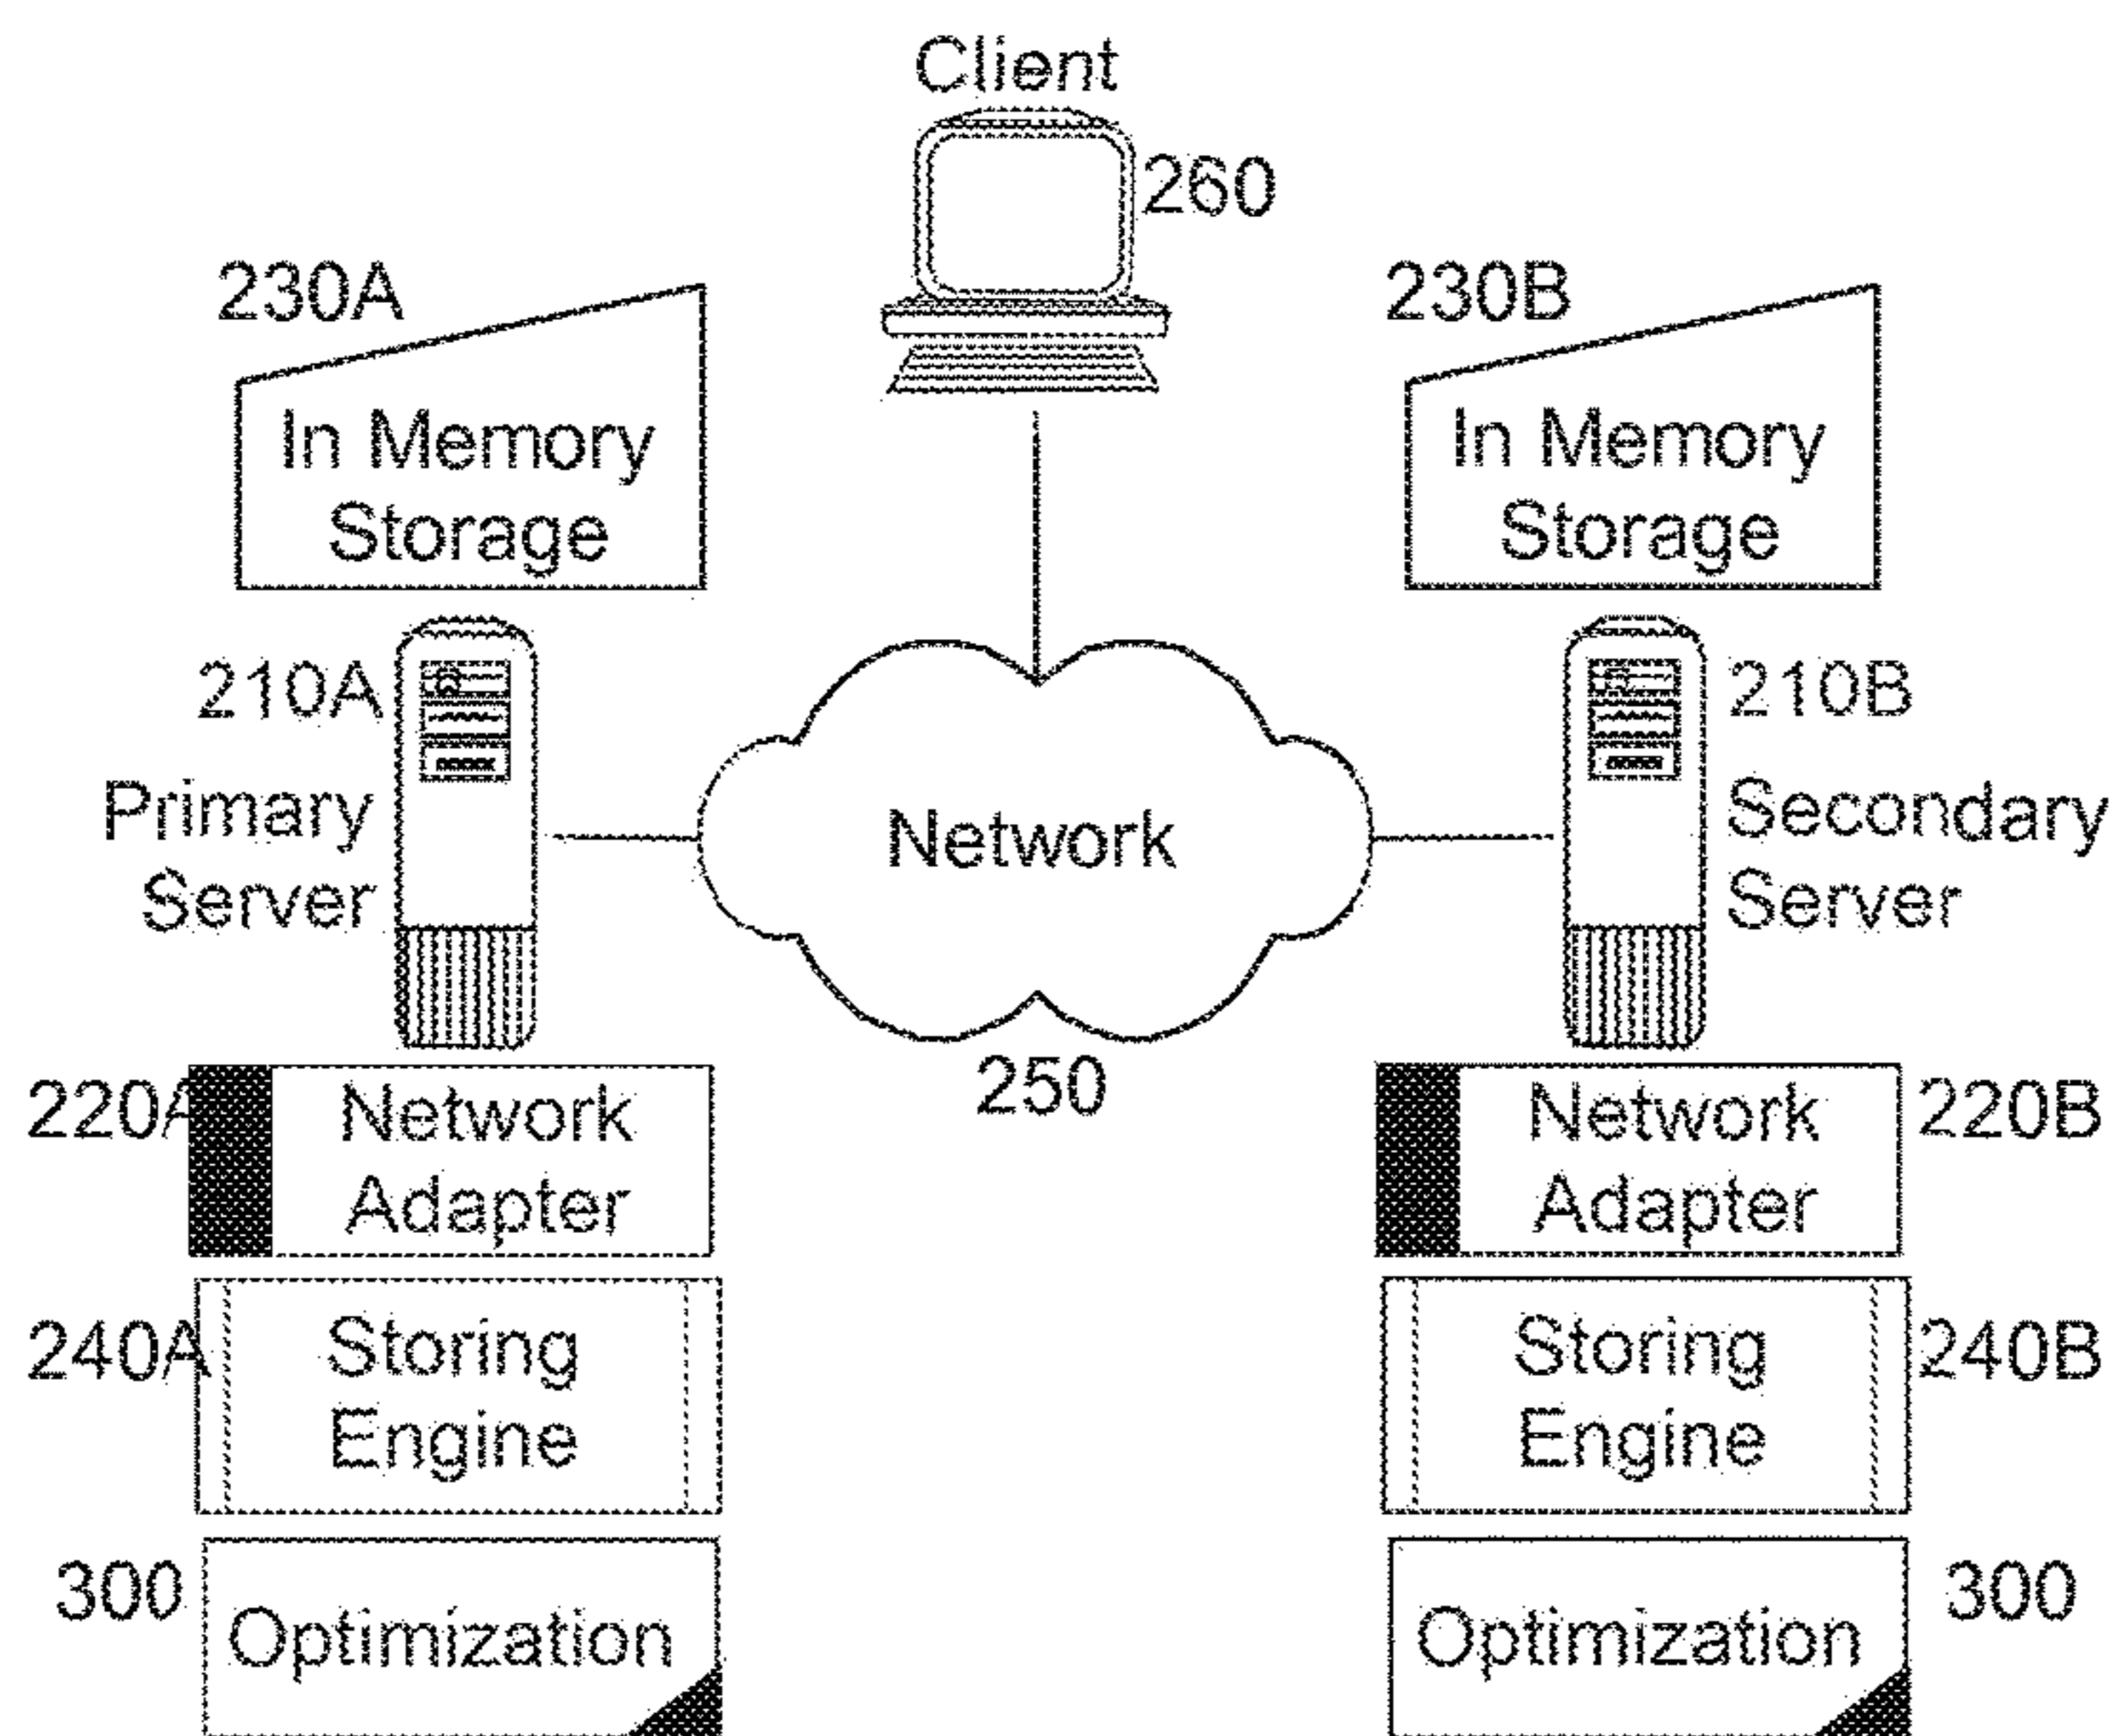 Client
260
230A
In Memory
Storage
230B
In Memory
Storage
210A
Primary
Server
Network
250
210B
Secondary
Server
220A
Network
Adapter
Network
Adapter
220B
240A
Storing
Engine
Storing
Engine
240B
300
Optimization
Optimization
300